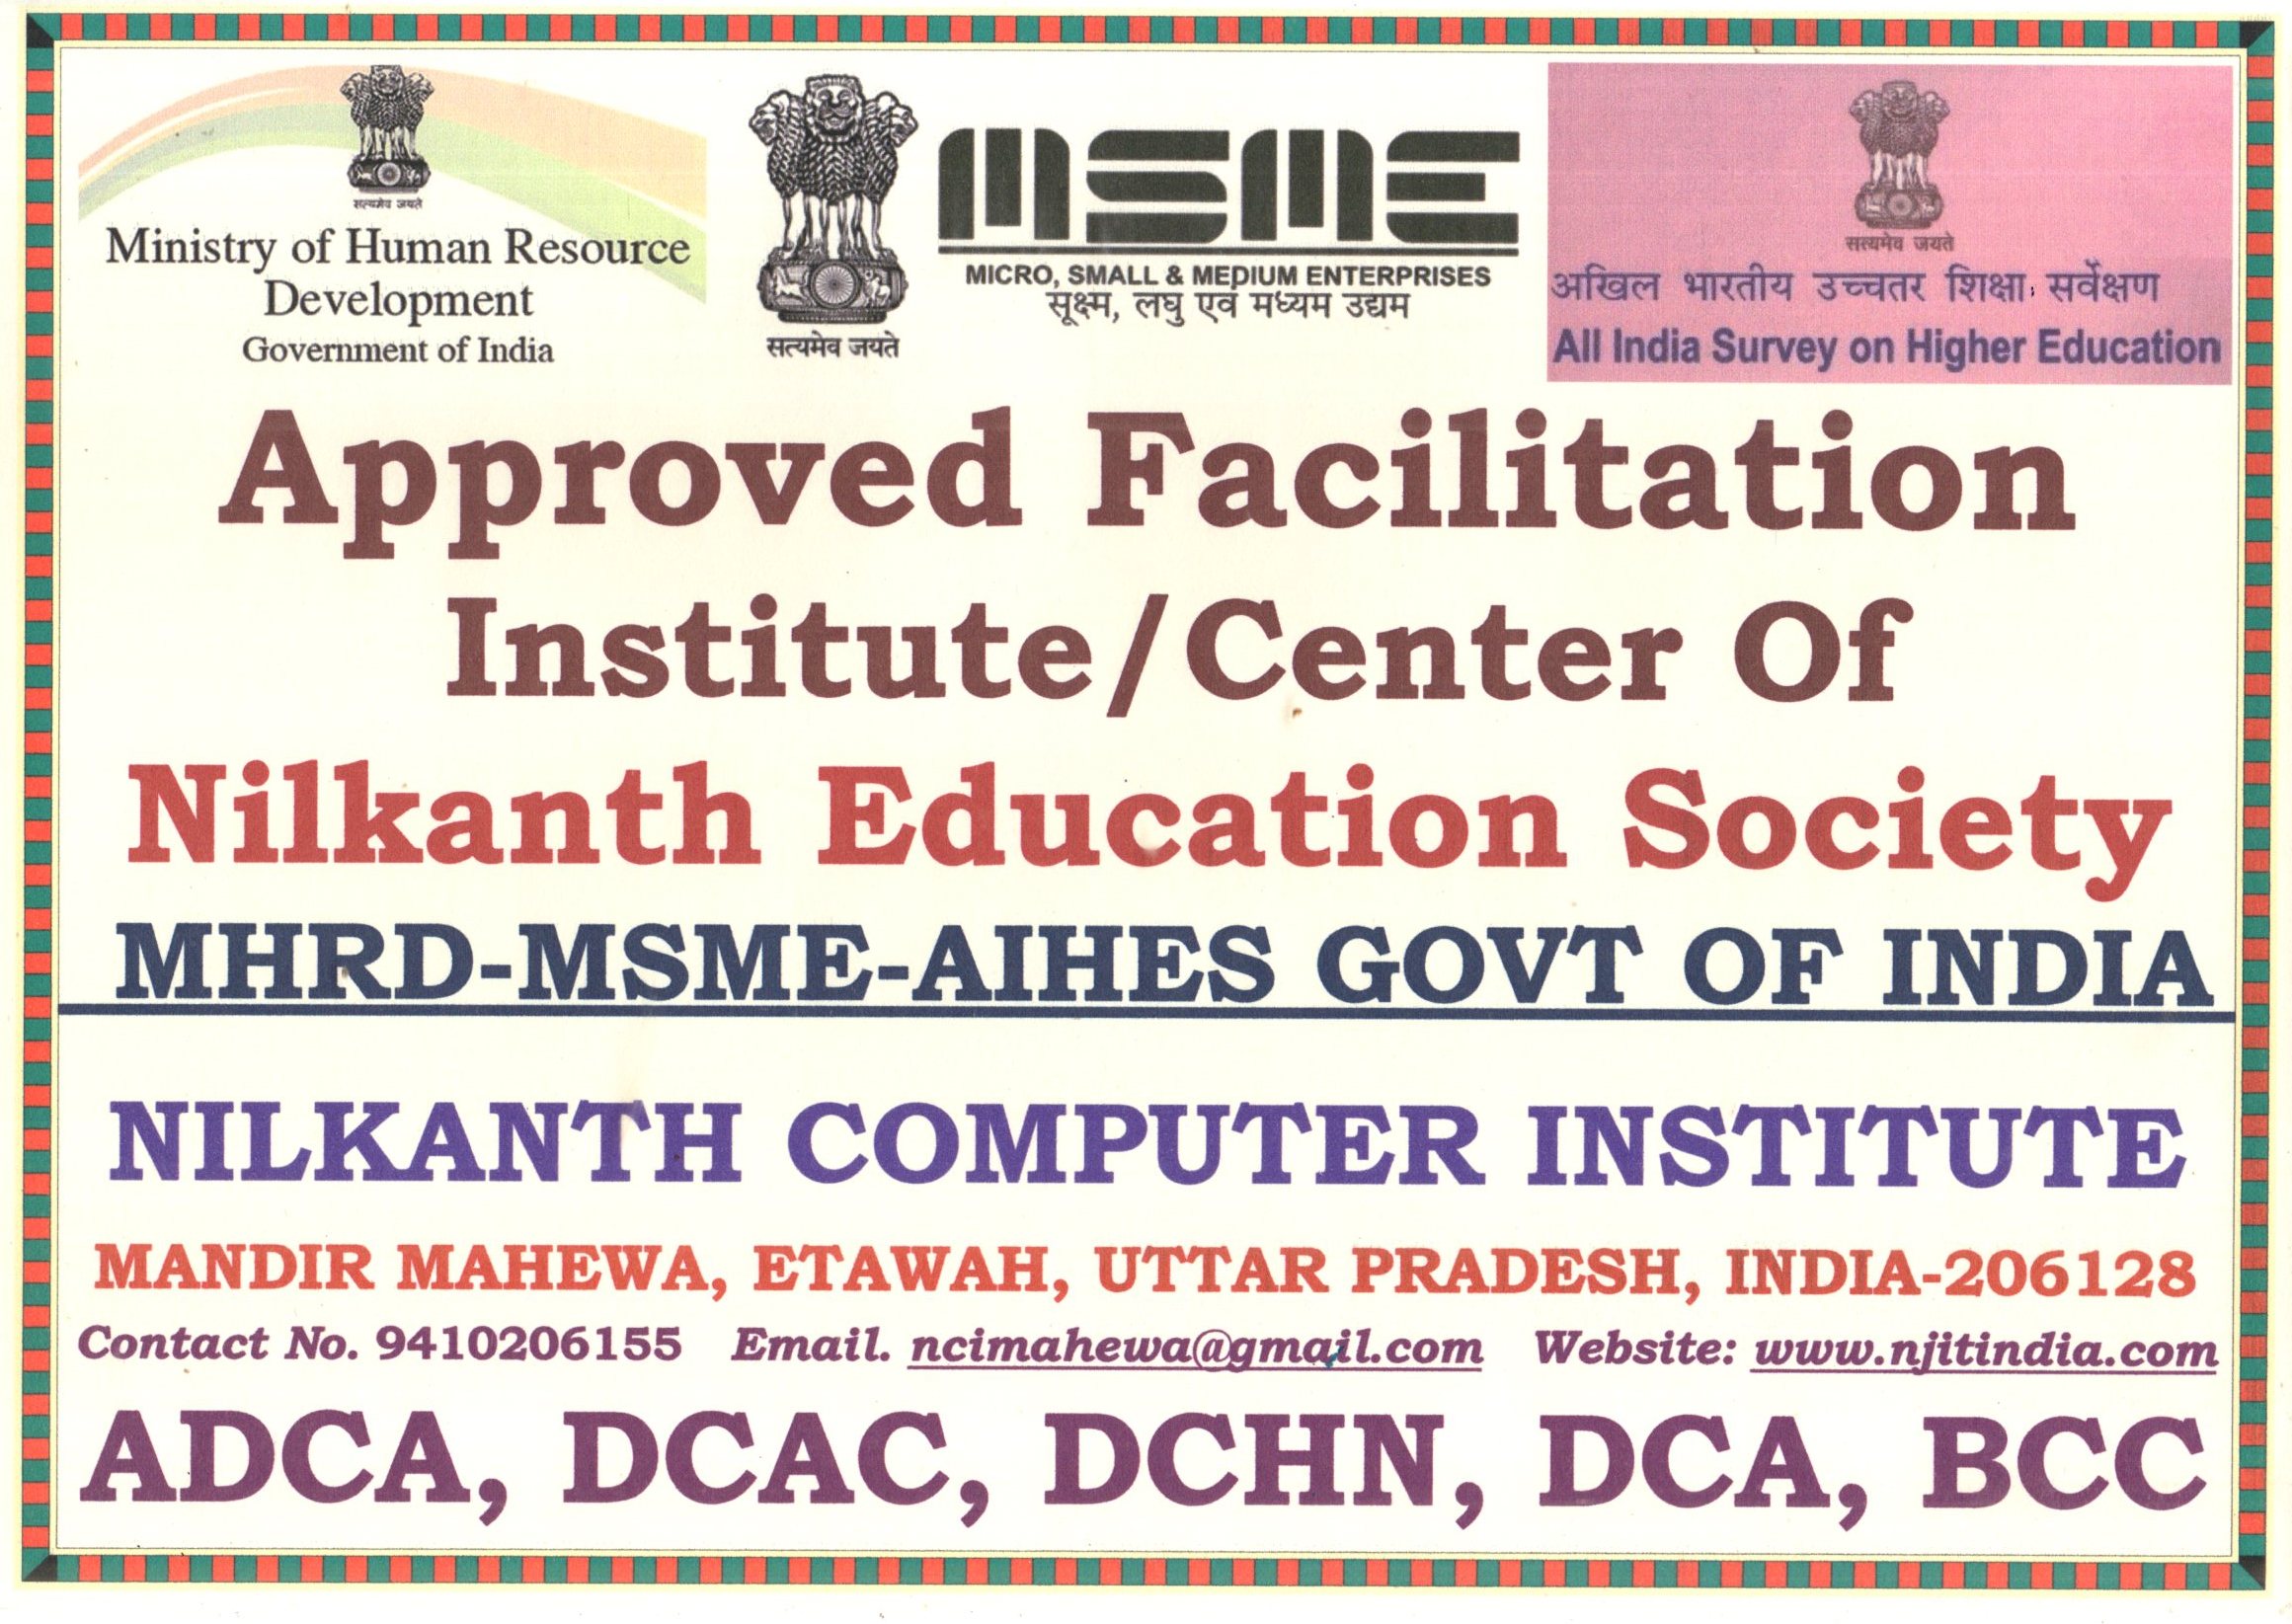 सत्यमेव जयते
Ministry of Human Resource
Development
Government of India
सत्यमेव जयते
MSME
MICRO, SMALL & MEDIUM ENTERPRISES
सूक्ष्म, लघु एवं मध्यम उद्यम
सत्यमेव जयते
अखिल भारतीय उच्चतर शिक्षा सर्वेक्षण
All India Survey on Higher Education
Approved Facilitation
Institute/Center Of
Nilkanth Education Society
MHRD-MSME-AIHES GOVT OF INDIA
NILKANTH COMPUTER INSTITUTE
MANDIR MAHEWA, ETAWAH, UTTAR PRADESH, INDIA-206128
Contact No. 9410206155 Email. ncimahewa@gmail.com Website: www.njitindia.com
ADCA, DCAC, DCHN, DCA, BCC